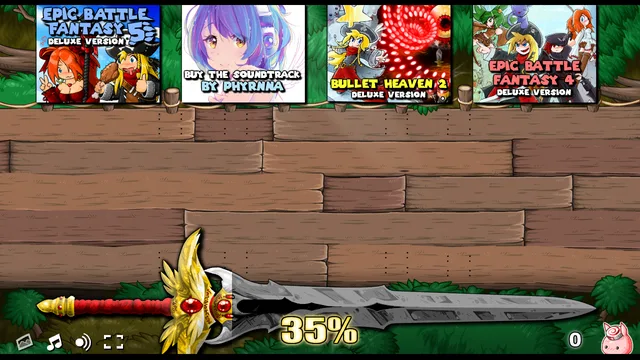 EPIC BATTLE
FANTASY 5
DELUXE VERSION
BUY THE SOUNDTRACK
BY PHYRNNA
BULLET HEAVEN 2
DELUXE VERSION
EPIC BATTLE
FANTASY 4
DELUXE VERSION
35%
0